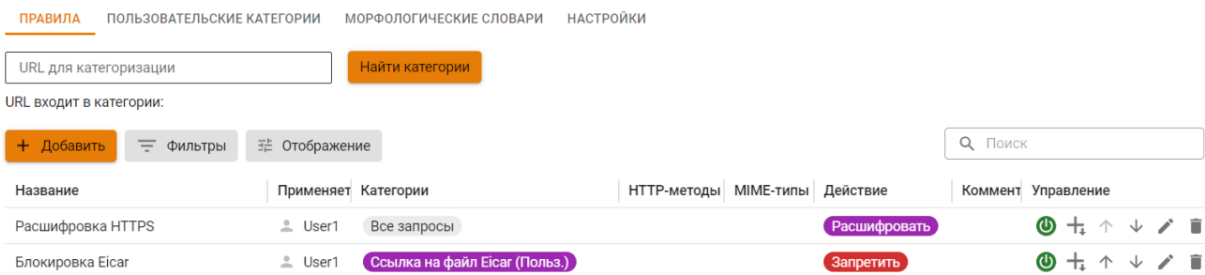 ПРАВИЛА ПОЛЬЗОВАТЕЛЬСКИЕ КАТЕГОРИИ МОРФОЛОГИЧЕСКИЕ СЛОВАРИ НАСТРОЙКИ
URL для категоризации Найти категории
URL входит в категории:
+ Добавить Фильтры Отображение Поиск
Название Применяет Категории HTTP-методы MIME-типы Действие Коммент Управление
Расшифровка HTTPS User1 Все запросы Расшифровать
Блокировка Eicar User1 Ссылка на файл Eicar (Польз.) Запретить